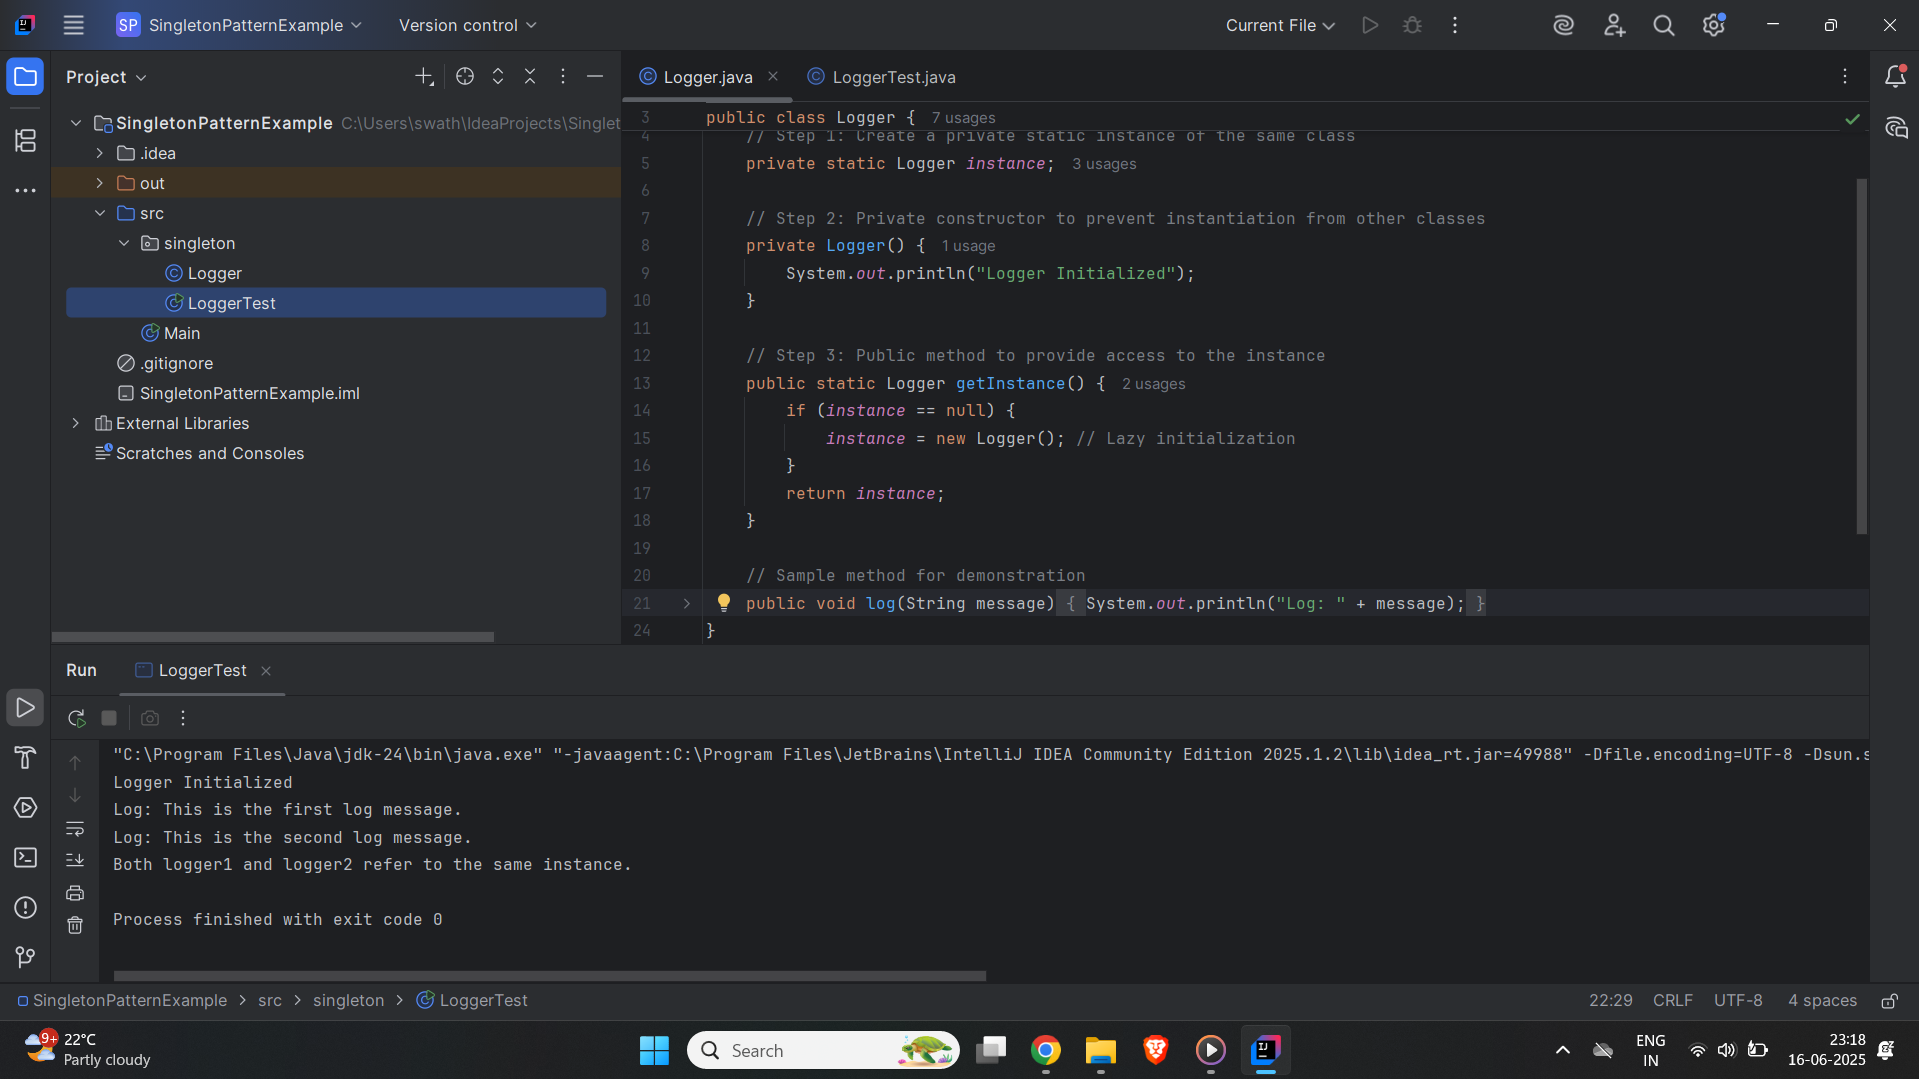 SP SingletonPatternExample Version control Current File
Project
Logger.java LoggerTest.java
SingletonPatternExample C:\Users\swath\IdeaProjects\Singlet
.idea
out
src
singleton
Logger
LoggerTest
Main
.gitignore
SingletonPatternExample.iml
External Libraries
Scratches and Consoles
3 public class Logger { 7 usages
4 // Step 1: Create a private static instance of the same class
5 private static Logger instance; 3 usages
6
7 // Step 2: Private constructor to prevent instantiation from other classes
8 private Logger() { 1 usage
9 System.out.println("Logger Initialized");
10 }
11
12 // Step 3: Public method to provide access to the instance
13 public static Logger getInstance() { 2 usages
14 if (instance == null) {
15 instance = new Logger(); // Lazy initialization
16 }
17 return instance;
18 }
19
20 // Sample method for demonstration
21 public void log(String message) { System.out.println("Log: " + message); }
24 }
Run LoggerTest
"C:\Program Files\Java\jdk-24\bin\java.exe" "-javaagent:C:\Program Files\JetBrains\IntelliJ IDEA Community Edition 2025.1.2\lib\idea_rt.jar=49988" -Dfile.encoding=UTF-8 -Dsun.s
Logger Initialized
Log: This is the first log message.
Log: This is the second log message.
Both logger1 and logger2 refer to the same instance.
Process finished with exit code 0
SingletonPatternExample > src > singleton > LoggerTest 22:29 CRLF UTF-8 4 spaces
9+ 22°C
Partly cloudy
Search
ENG
IN
23:18
16-06-2025